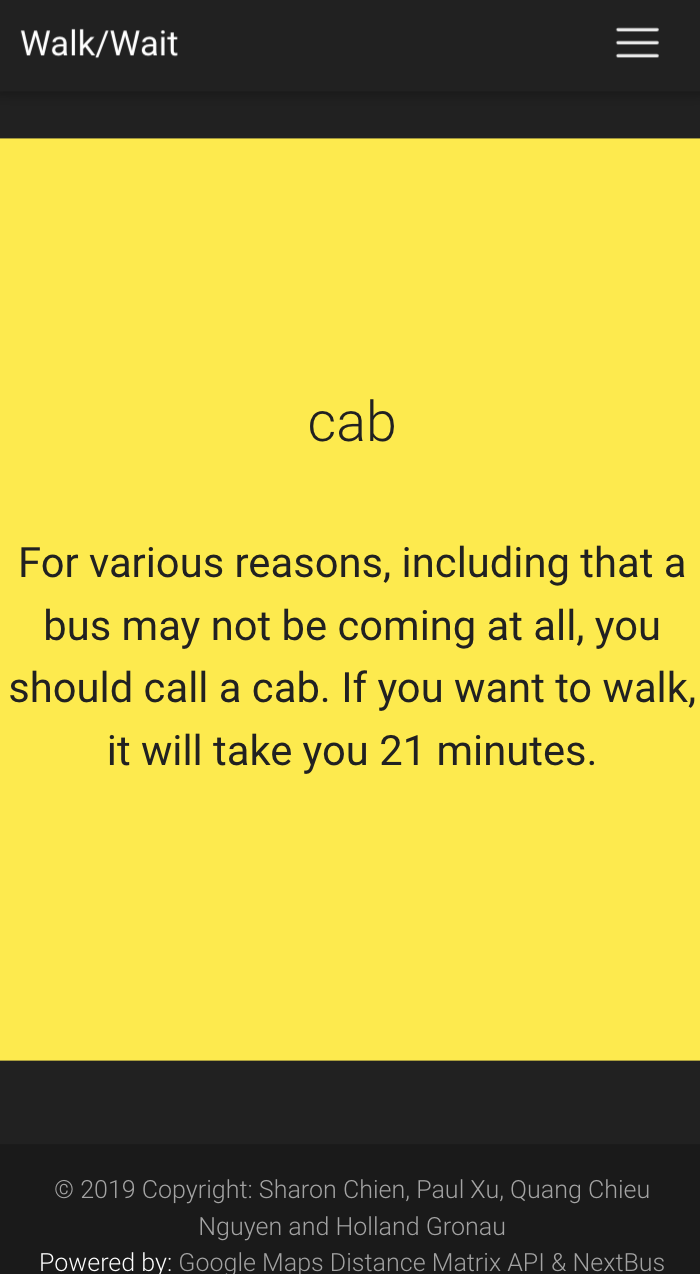 Walk/Wait
cab
For various reasons, including that a
bus may not be coming at all, you
should call a cab. If you want to walk,
it will take you 21 minutes.
© 2019 Copyright: Sharon Chien, Paul Xu, Quang Chieu
Nguyen and Holland Gronau
Powered by: Google Maps Distance Matrix API & NextBus